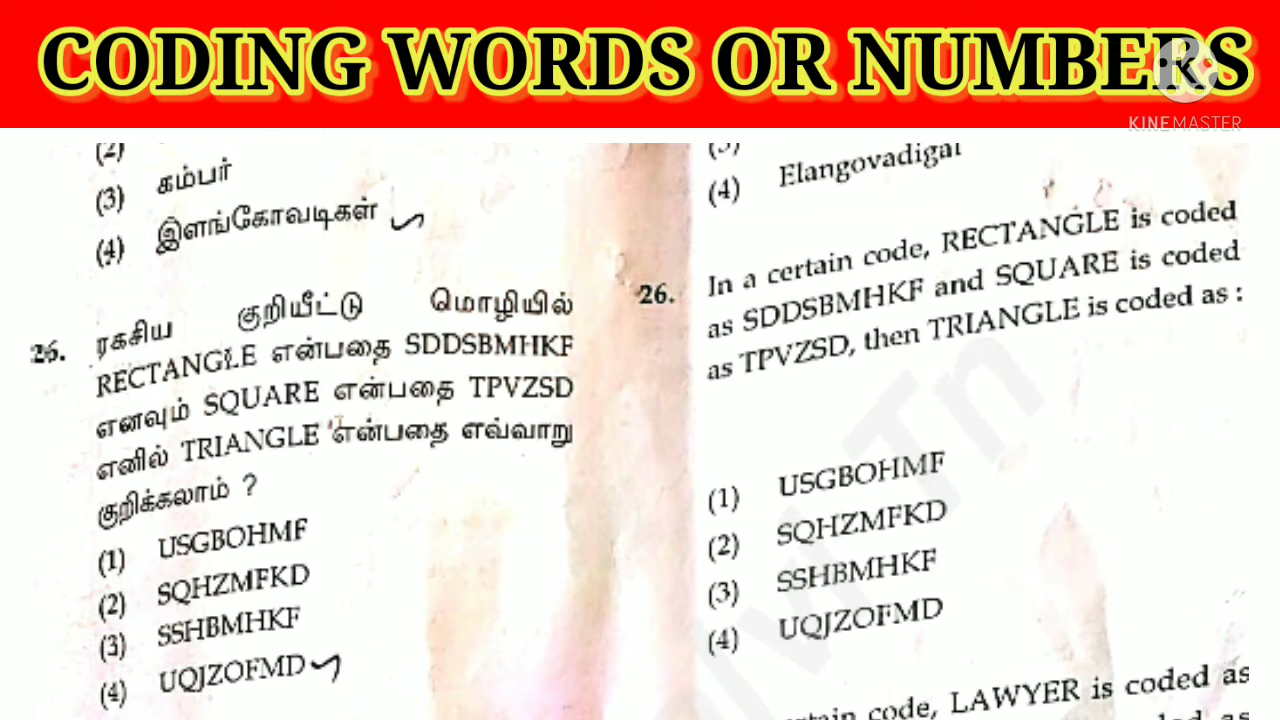 CODING WORDS OR NUMBERS
KINEMASTER
(2)
(3) கம்பர்
(4) இளங்கோவடிகள்
26. ரகசிய குறியீட்டு மொழியில்
RECTANGLE என்பதை SDDSBMHKF
எனவும் SQUARE என்பதை TPVZSD
எனில் TRIANGLE என்பதை எவ்வாறு
குறிக்கலாம் ?
(1) USGBOHMF
(2) SQHZMFKD
(3) SSHBMHKF
(4) UQJZOFMD
(3)
(4) Elangovadigal
26. In a certain code, RECTANGLE is coded
as SDDSBMHKF and SQUARE is coded
as TPVZSD, then TRIANGLE is coded as :
(1) USGBOHMF
(2) SQHZMFKD
(3) SSHBMHKF
(4) UQJZOFMD
code, LAWYER is coded as